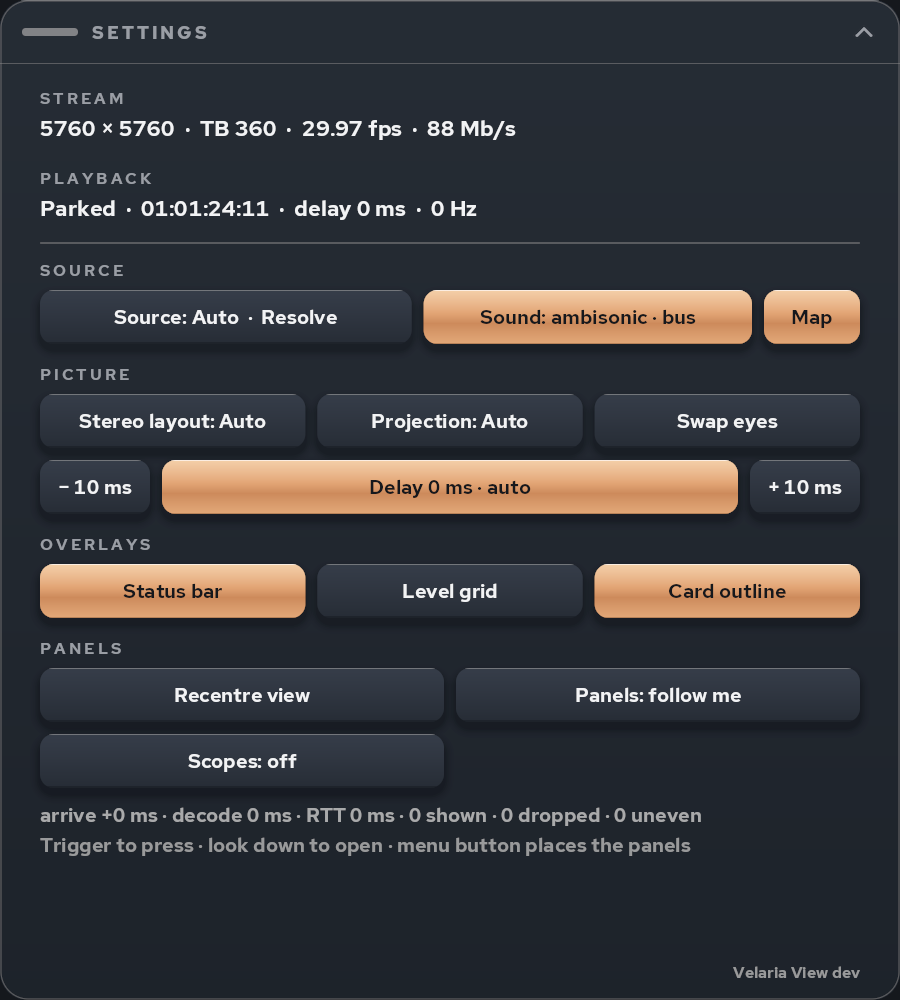 SETTINGS
STREAM
5760 × 5760 · TB 360 · 29.97 fps · 88 Mb/s
PLAYBACK
Parked · 01:01:24:11 · delay 0 ms · 0 Hz
SOURCE
Source: Auto · Resolve
Sound: ambisonic · bus
Map
PICTURE
Stereo layout: Auto
Projection: Auto
Swap eyes
− 10 ms
Delay 0 ms · auto
+ 10 ms
OVERLAYS
Status bar
Level grid
Card outline
PANELS
Recentre view
Panels: follow me
Scopes: off
arrive +0 ms · decode 0 ms · RTT 0 ms · 0 shown · 0 dropped · 0 uneven
Trigger to press · look down to open · menu button places the panels
Velaria View dev